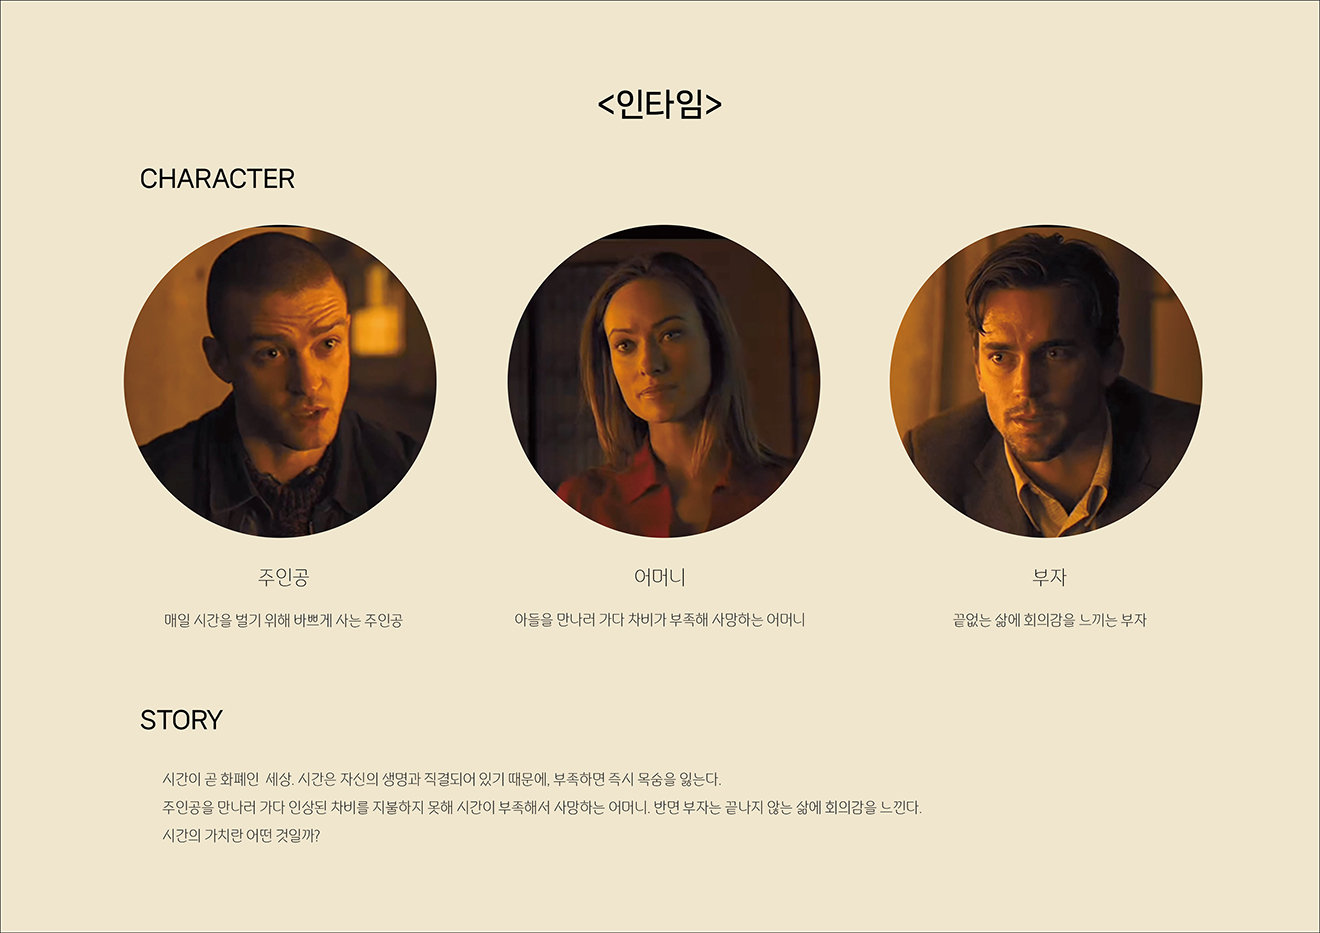 <인타임>
CHARACTER
주인공
어머니
부자
매일 시간을 벌기 위해 바쁘게 사는 주인공
아들을 만나러 가다 차비가 부족해 사망하는 어머니
끝없는 삶에 회의감을 느끼는 부자
STORY
시간이 곧 화폐인 세상. 시간은 자신의 생명과 직결되어 있기 때문에, 부족하면 즉시 목숨을 잃는다.
주인공을 만나러 가다 인상된 차비를 지불하지 못해 시간이 부족해서 사망하는 어머니. 반면 부자는 끝나지 않는 삶에 회의감을 느낀다.
시간의 가치란 어떤 것일까?